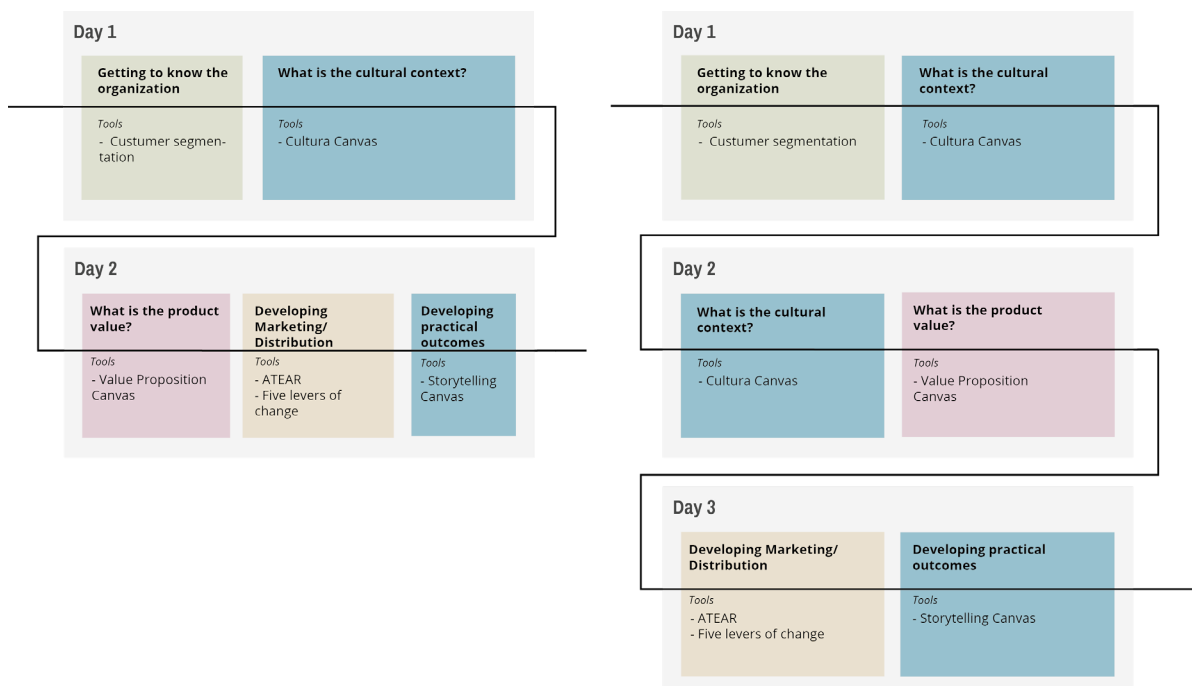 Day 1
Getting to know the
organization
Tools
- Custumer segmen-
tation
What is the cultural context?
Tools
- Cultura Canvas
Day 2
What is the product
value?
Tools
- Value Proposition
Canvas
Developing
Marketing/
Distribution
Tools
- ATEAR
- Five levers of
change
Developing
practical
outcomes
Tools
- Storytelling
Canvas
Day 1
Getting to know the
organization
Tools
- Custumer segmentation
What is the cultural
context?
Tools
- Cultura Canvas
Day 2
What is the cultural
context?
Tools
- Cultura Canvas
What is the product
value?
Tools
- Value Proposition
Canvas
Day 3
Developing Marketing/
Distribution
Tools
- ATEAR
- Five levers of change
Developing practical
outcomes
Tools
- Storytelling Canvas